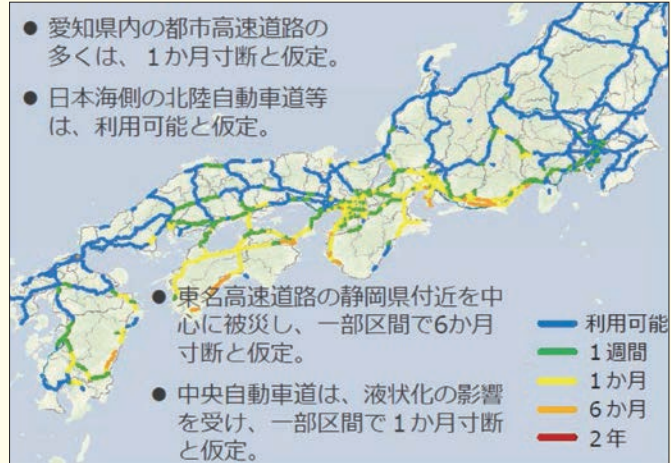 ● 愛知県内の都市高速道路の
多くは、1か月寸断と仮定。
● 日本海側の北陸自動車道等
は、利用可能と仮定。
● 東名高速道路の静岡県付近を中
心に被災し、一部区間で6か月
寸断と仮定。
● 中央自動車道は、液状化の影響
を受け、一部区間で1か月寸断
と仮定。
利用可能
1週間
1か月
6か月
2年